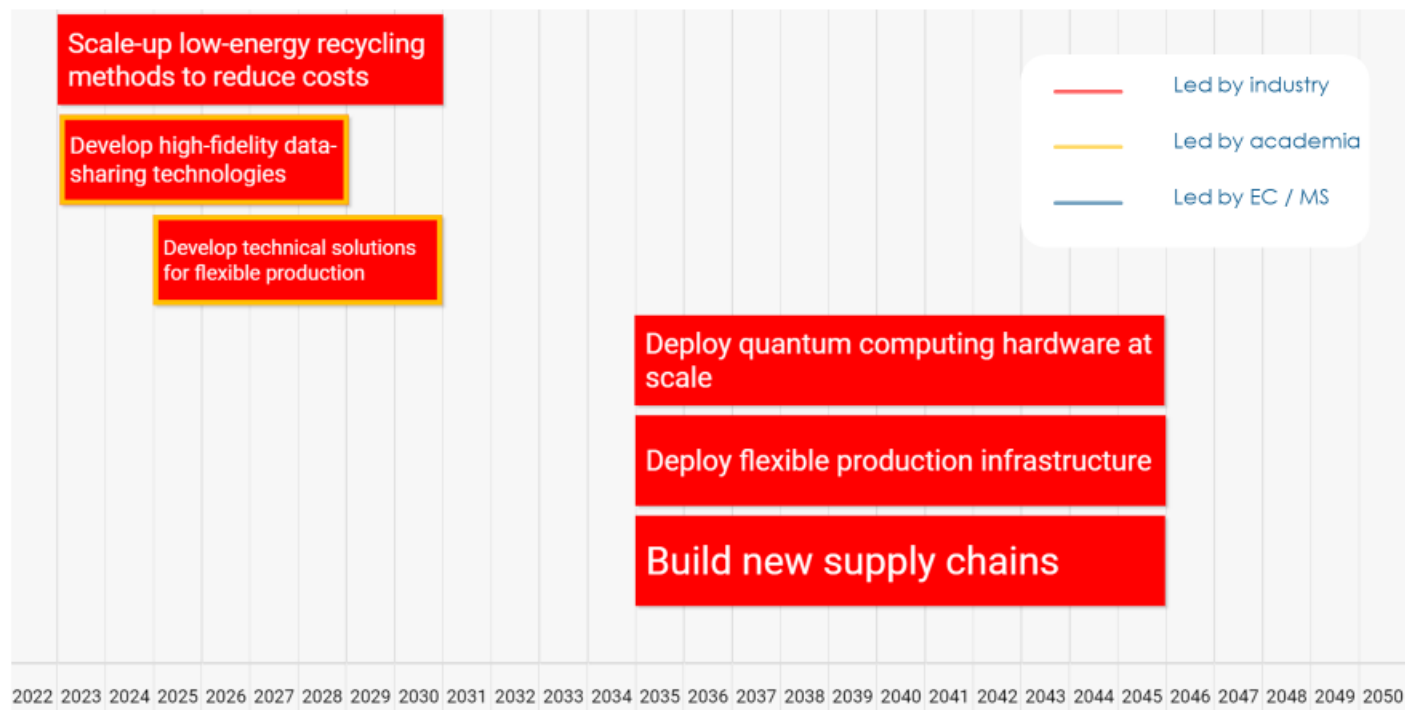 Scale-up low-energy recycling
methods to reduce costs
Led by industry
Develop high-fidelity data-
sharing technologies
Led by academia
Led by EC / MS
Develop technical solutions
for flexible production
Deploy quantum computing hardware at
scale
Deploy flexible production infrastructure
Build new supply chains
2022 2023 2024 2025 2026 2027 2028 2029 2030 2031 2032 2033 2034 2035 2036 2037 2038 2039 2040 2041 2042 2043 2044 2045 2046 2047 2048 2049 2050